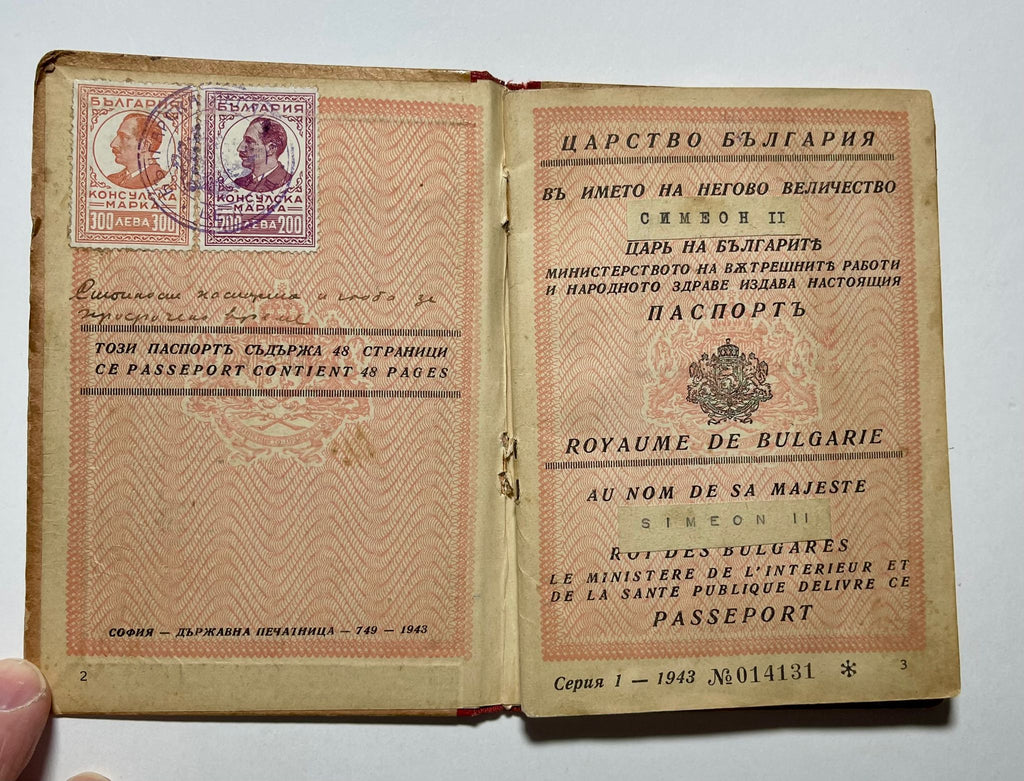 БЪЛГАРИЯ
КОНСУЛСКА
МАРКА
300 ЛЕВА 300
БЪЛГАРИЯ
КОНСУЛСКА
МАРКА
200 ЛЕВА 200
ТОЗИ ПАСПОРТЪ СЪДЪРЖА 48 СТРАНИЦИ
CE PASSEPORT CONTIENT 48 PAGES
СОФИЯ — ДЪРЖАВНА ПЕЧАТНИЦА — 749 — 1943
2
ЦАРСТВО БЪЛГАРИЯ
ВЪ ИМЕТО НА НЕГОВО ВЕЛИЧЕСТВО
СИМЕОН II
ЦАРЬ НА БЪЛГАРИТѢ
МИНИСТЕРСТВОТО НА ВѪТРЕШНИТѢ РАБОТИ
И НАРОДНОТО ЗДРАВЕ ИЗДАВА НАСТОЯЩИЯ
ПАСПОРТЪ
ROYAUME DE BULGARIE
AU NOM DE SA MAJESTE
SIMEON II
ROI DES BULGARES
LE MINISTERE DE L'INTERIEUR ET
DE LA SANTE PUBLIQUE DELIVRE CE
PASSEPORT
Серия 1 — 1943 №014131 *
3